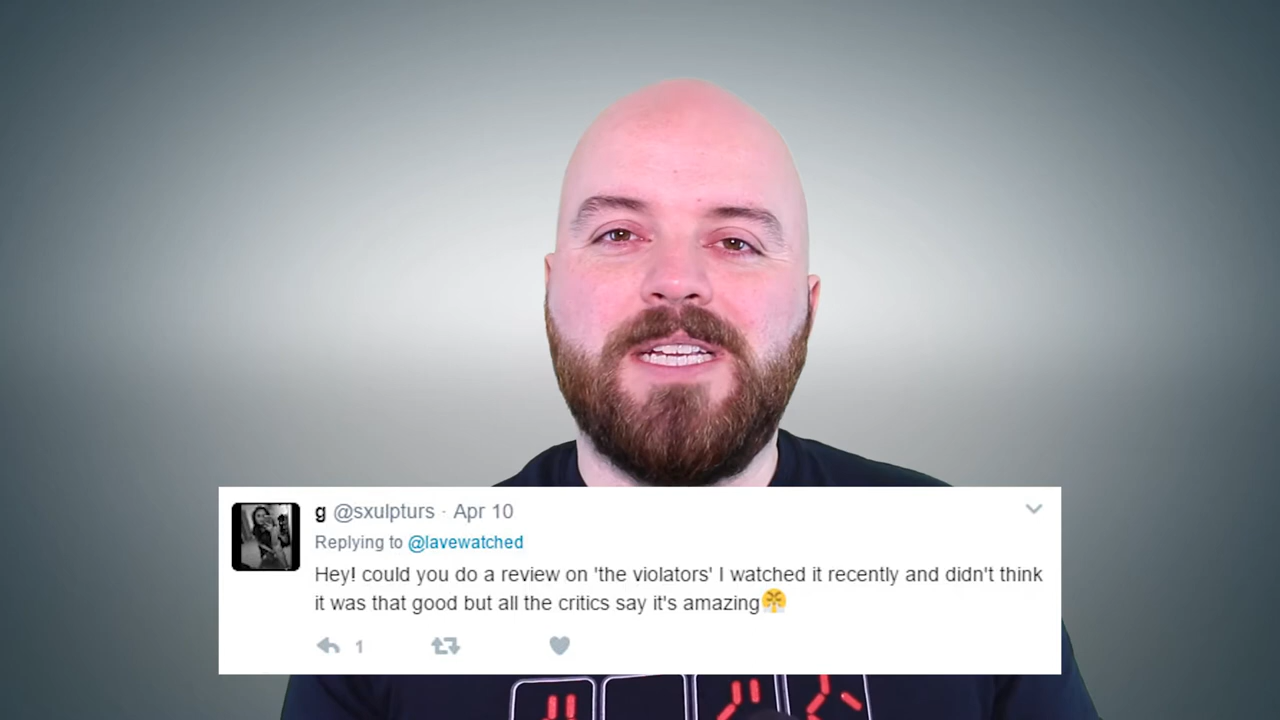 g @sxulpturs · Apr 10
Replying to @lavewatched
Hey! could you do a review on 'the violators' I watched it recently and didn't think
it was that good but all the critics say it's amazing😤
1